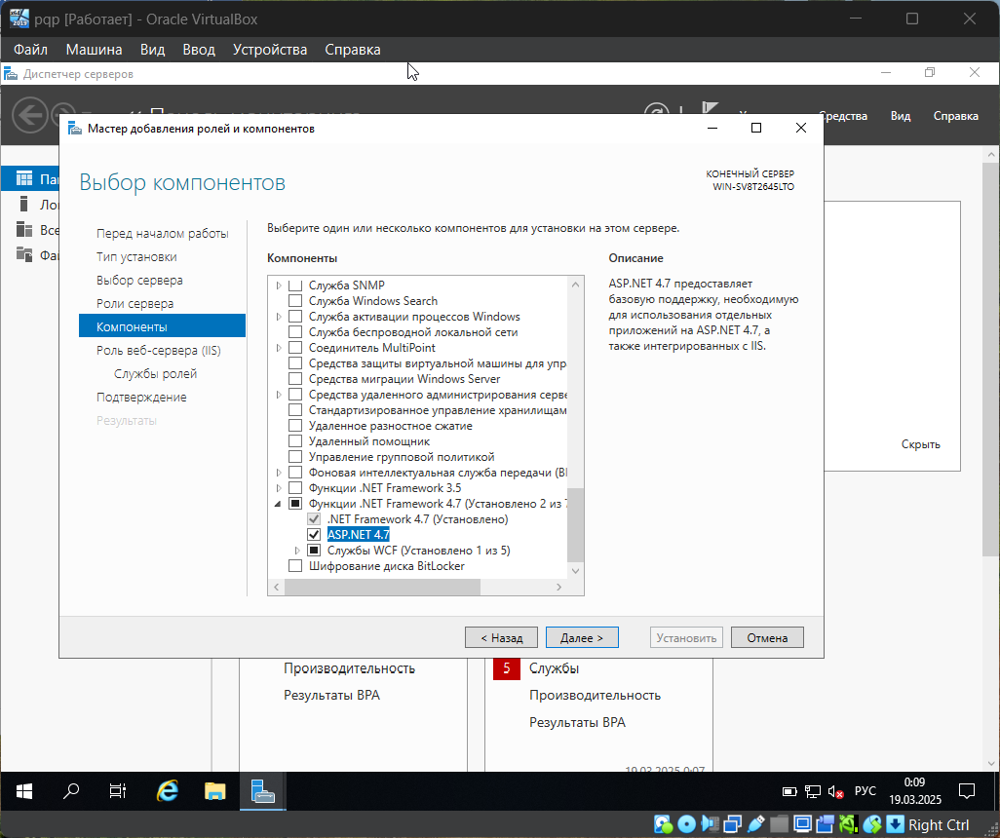 pqp [Работает] - Oracle VirtualBox
Файл Машина Вид Ввод Устройства Справка
Диспетчер серверов
Средства Вид Справка
Мастер добавления ролей и компонентов
Выбор компонентов
КОНЕЧНЫЙ СЕРВЕР
WIN-SV8T2645LTO
Перед началом работы
Тип установки
Выбор сервера
Роли сервера
Компоненты
Роль веб-сервера (IIS)
Службы ролей
Подтверждение
Результаты
Выберите один или несколько компонентов для установки на этом сервере.
Компоненты
Служба SNMP
Служба Windows Search
Служба активации процессов Windows
Служба беспроводной локальной сети
Соединитель MultiPoint
Средства защиты виртуальной машины для упр
Средства миграции Windows Server
Средства удаленного администрирования серве
Стандартизированное управление хранилищам
Удаленное разностное сжатие
Удаленный помощник
Управление групповой политикой
Фоновая интеллектуальная служба передачи (BI
Функции .NET Framework 3.5
Функции .NET Framework 4.7 (Установлено 2 из 7
.NET Framework 4.7 (Установлено)
ASP.NET 4.7
Службы WCF (Установлено 1 из 5)
Шифрование диска BitLocker
Описание
ASP.NET 4.7 предоставляет
базовую поддержку, необходимую
для использования отдельных
приложений на ASP.NET 4.7, а
также интегрированных с IIS.
Скрыть
< Назад Далее > Установить Отмена
Производительность
Результаты BPA
5 Службы
Производительность
Результаты BPA
19.03.2025 0:07
РУС
0:09
19.03.2025
Right Ctrl